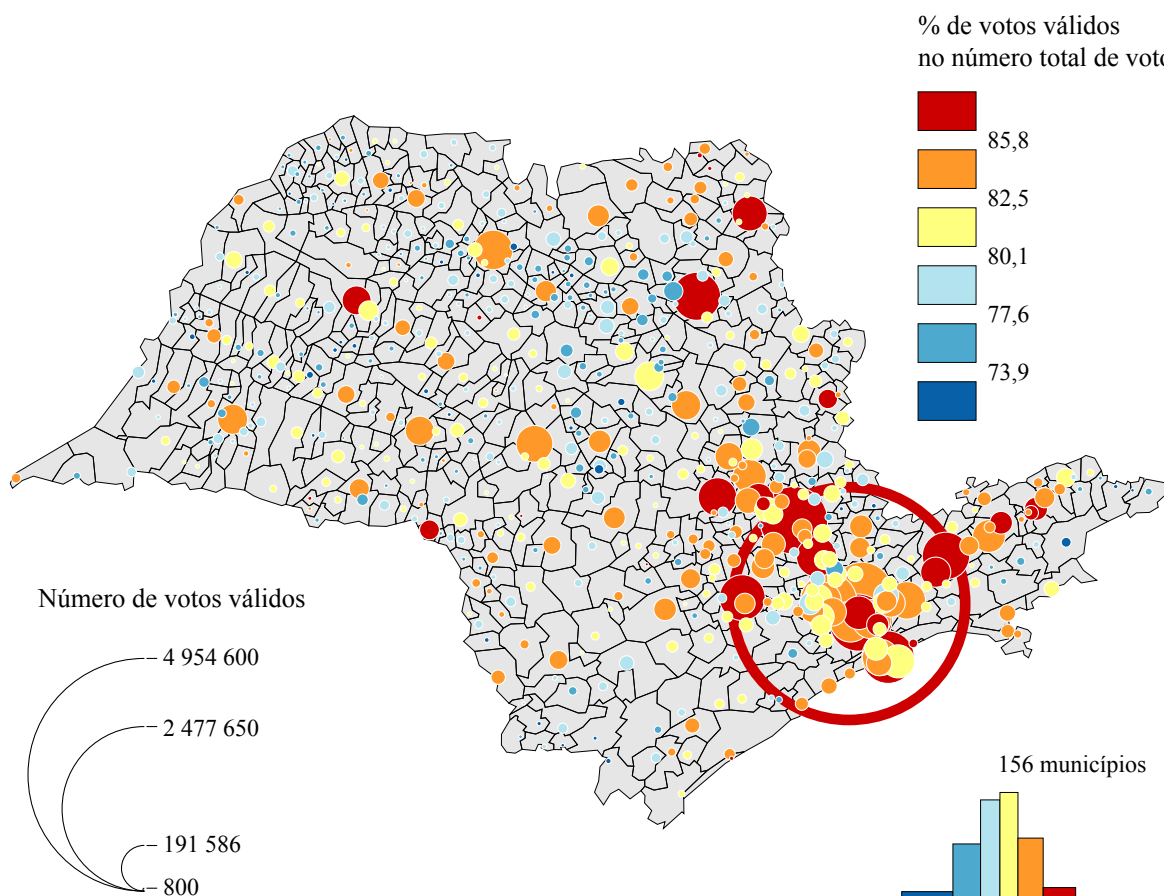 % de votos válidos
no número total de voto
85,8
82,5
80,1
77,6
73,9
Número de votos válidos
4 954 600
2 477 650
191 586
800
156 municípios